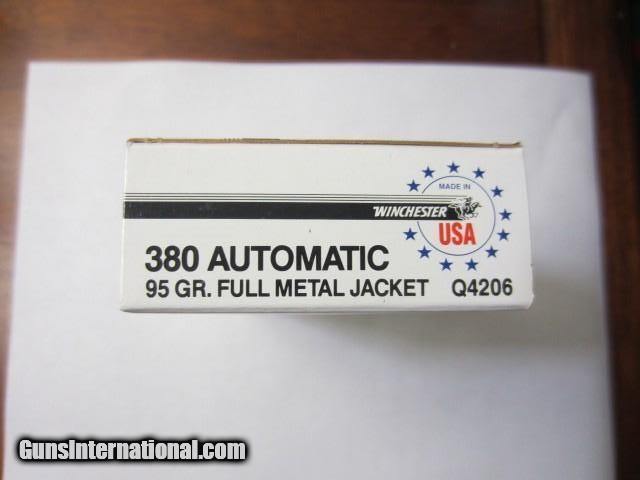 MADE IN
WINCHESTER
USA
380 AUTOMATIC
95 GR. FULL METAL JACKET Q4206
GunsInternational.com